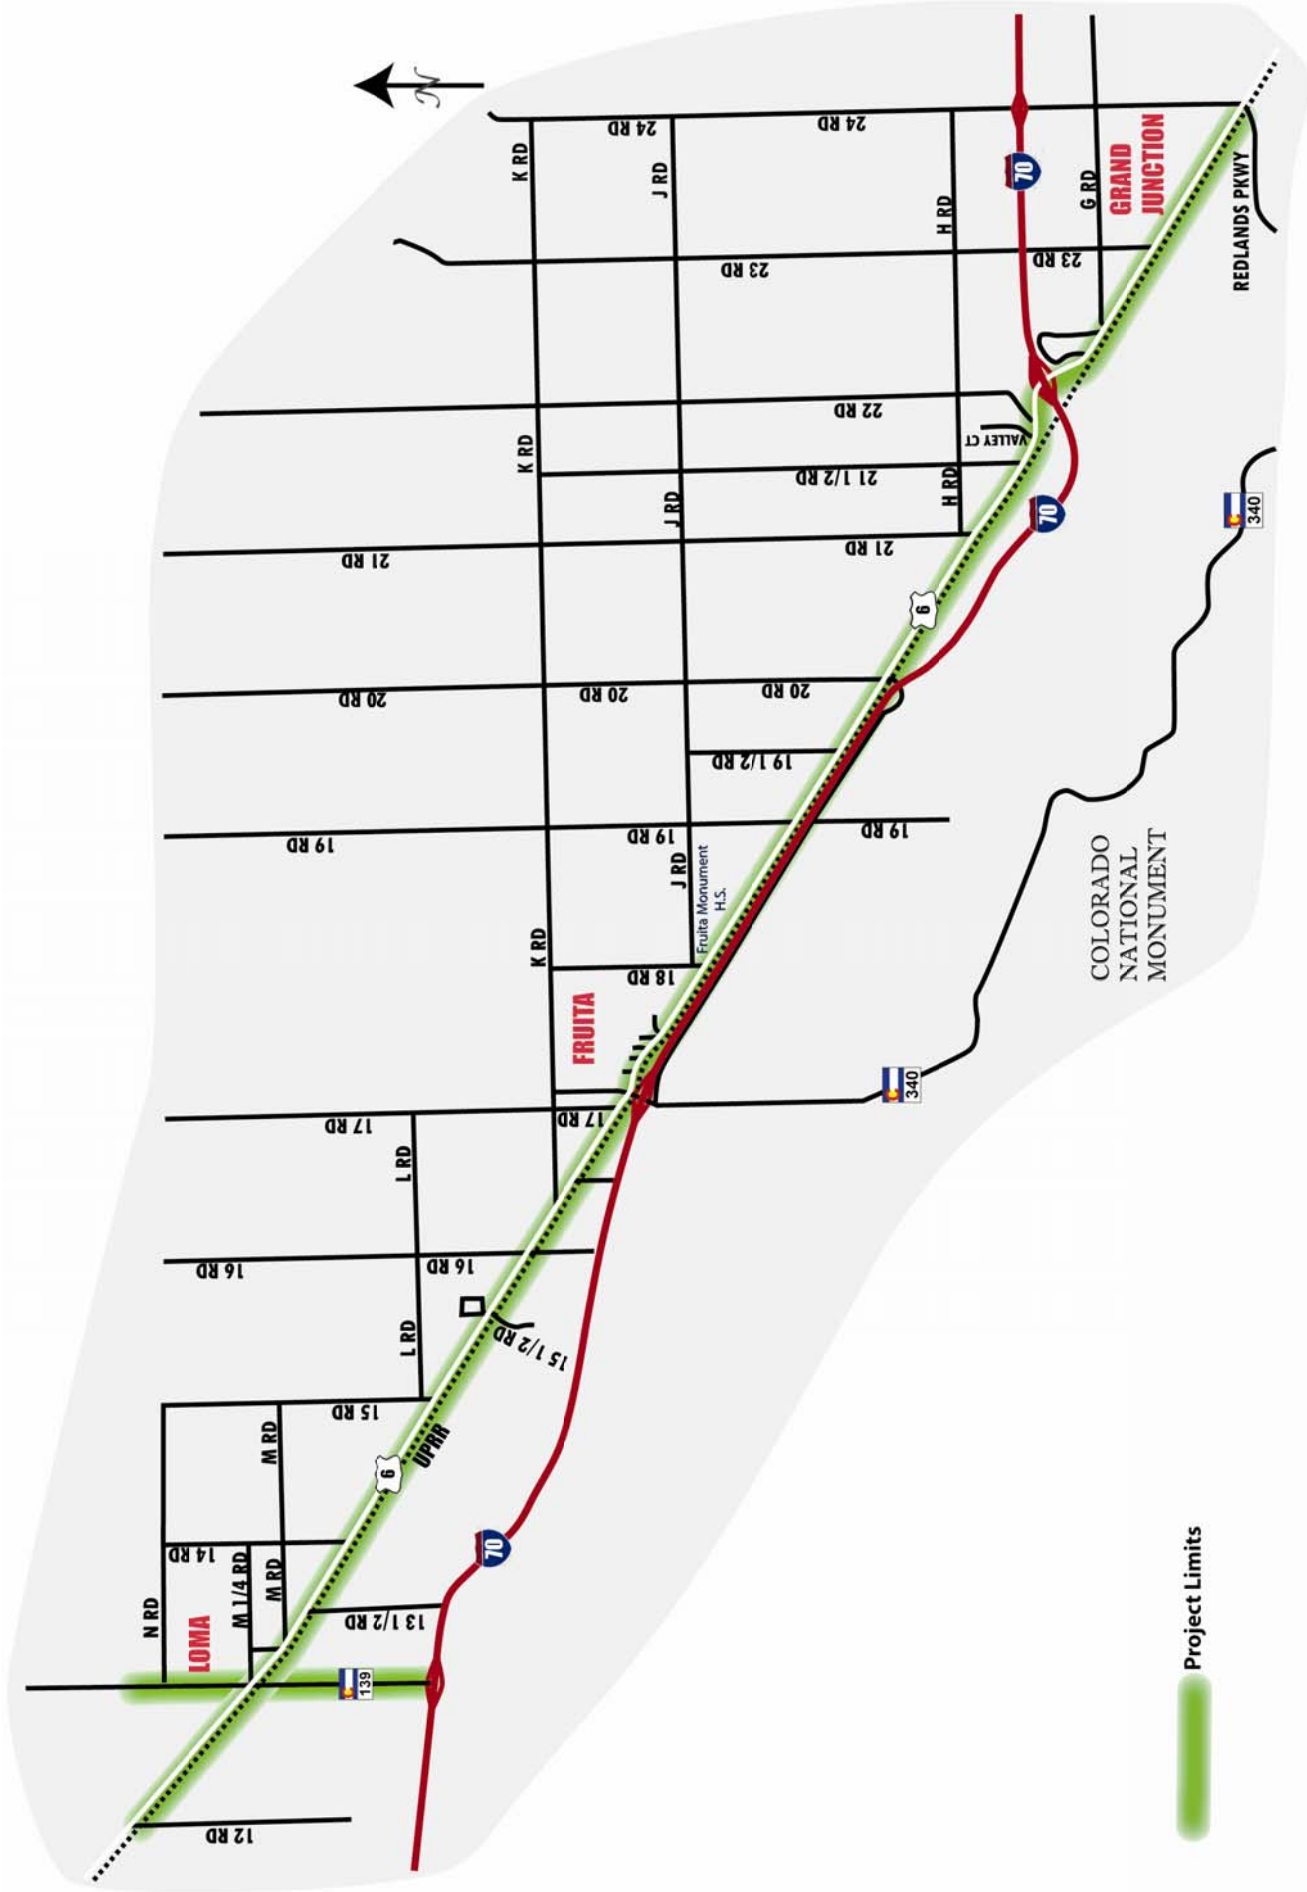 N RD
LOMA
14 RD
16 RD
12 RD
M 1/4 RD
M RD
M RD
19 RD
17 RD
15 RD
139
20 RD
21 RD
13 1/2 RD
6
L RD
L RD
N
UPRR
16 RD
70
K RD
K RD
K RD
15 1/2 RD
17 RD
FRUITA
20 RD
24 RD
18 RD
19 RD
J RD
J RD
J RD
Fruita Monument
H.S.
23 RD
19 1/2 RD
20 RD
21 1/2 RD
24 RD
22 RD
21 RD
19 RD
340
6
H RD
H RD
VALLEY CT
70
70
23 RD
G RD
COLORADO
NATIONAL
MONUMENT
GRAND
JUNCTION
Project Limits
REDLANDS PKWY
340